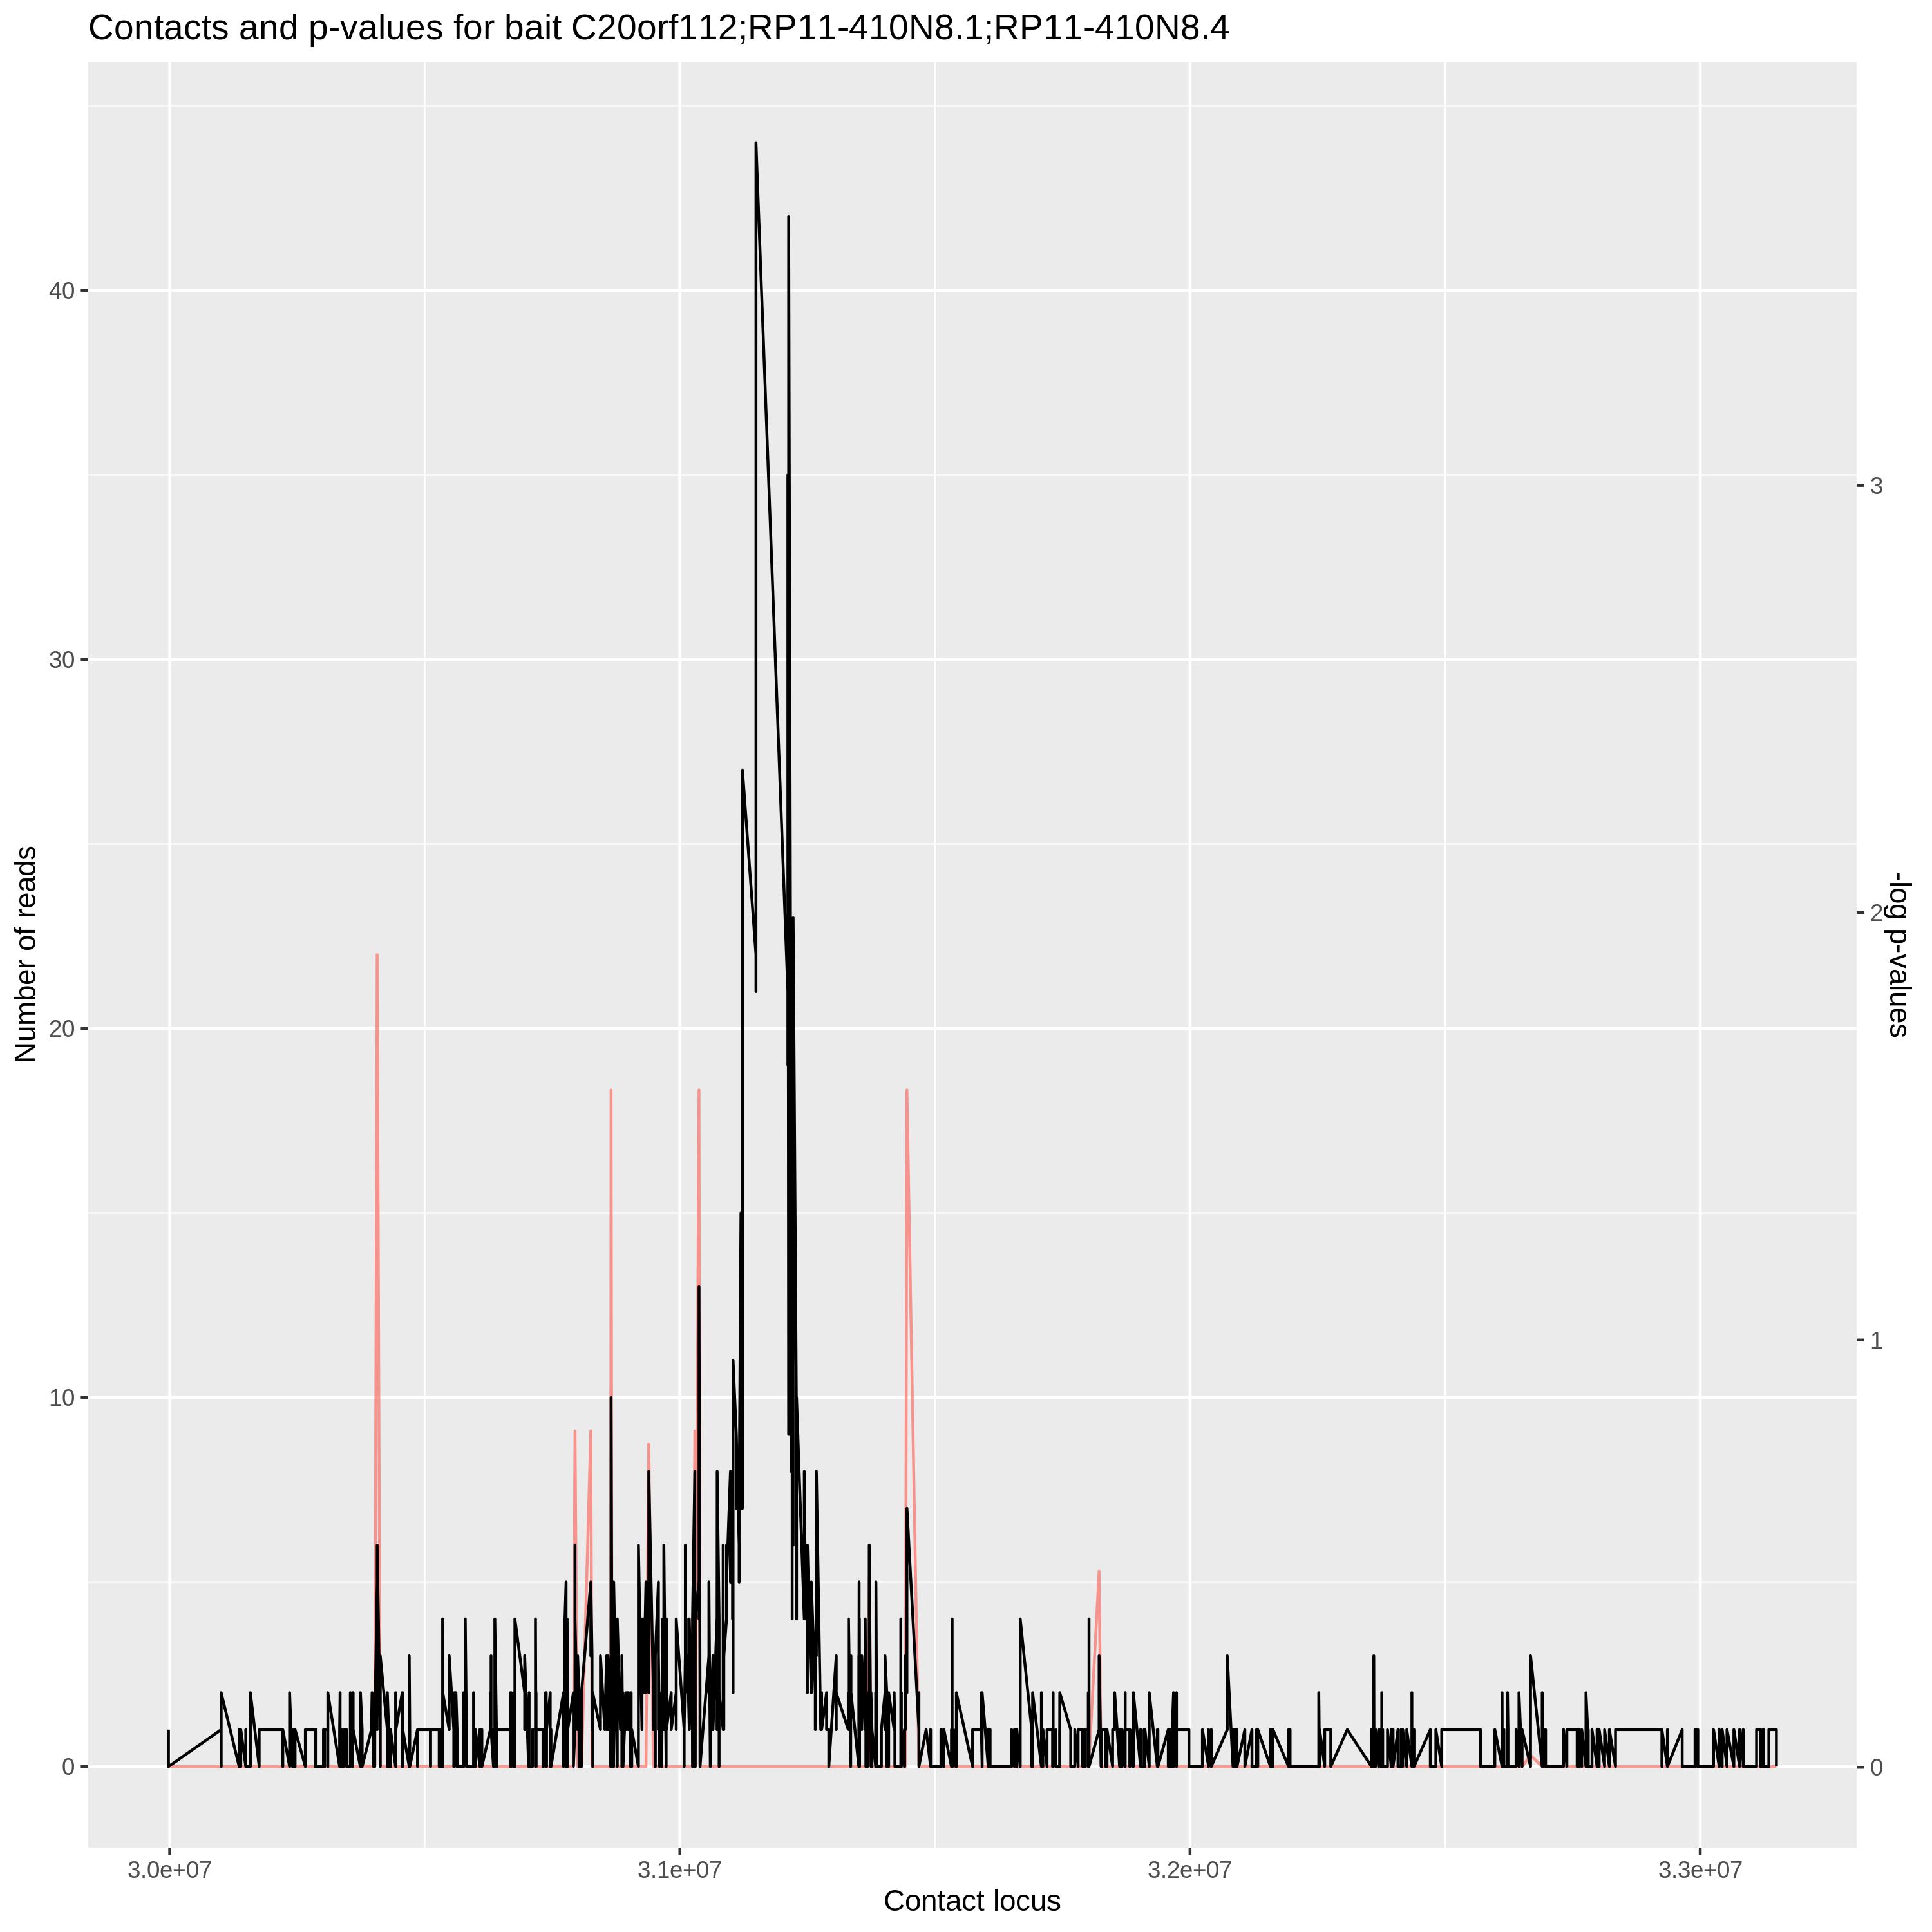 Contacts and p-values for bait C20orf112;RP11-410N8.1;RP11-410N8.4
Number of reads
40
30
20
10
0
3
2
1
0
-log p-values
3.0e+07
3.1e+07
3.2e+07
3.3e+07
Contact locus